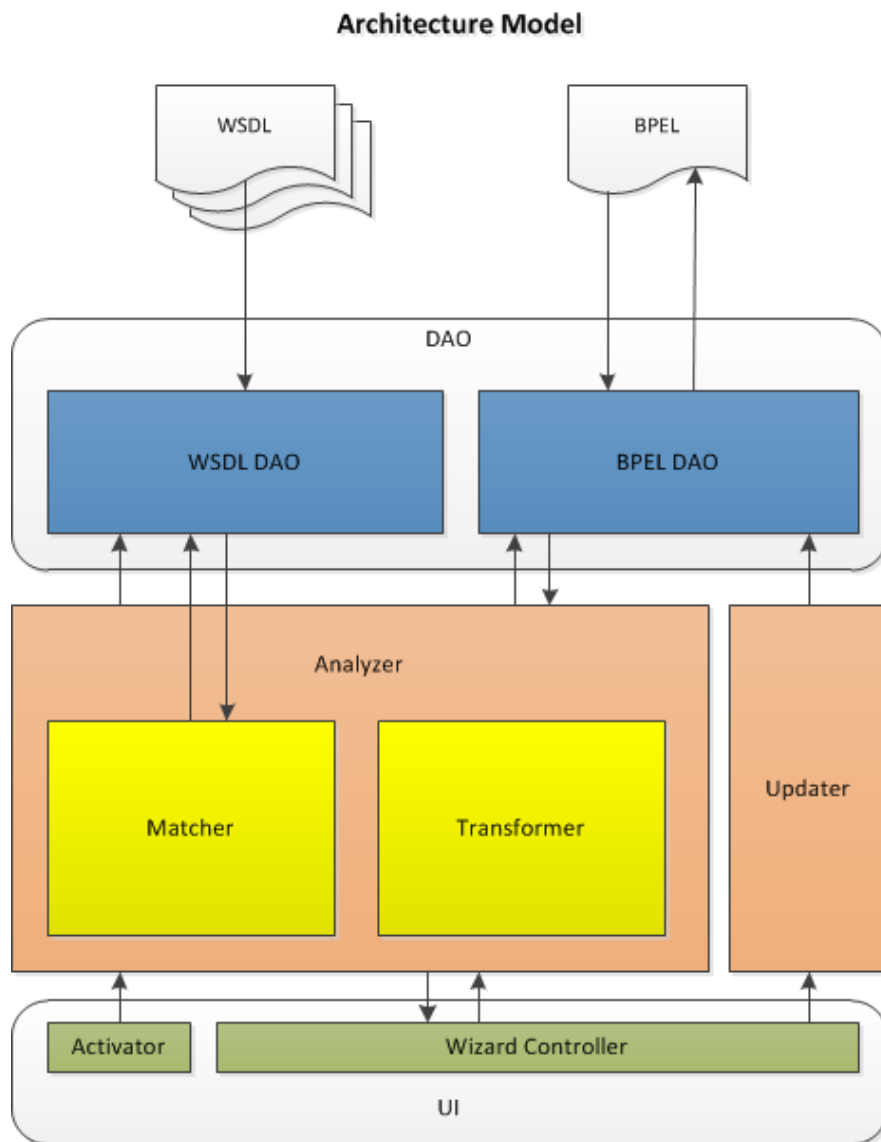 Architecture Model
WSDL
BPEL
DAO
WSDL DAO
BPEL DAO
Analyzer
Matcher
Transformer
Updater
Activator
Wizard Controller
UI